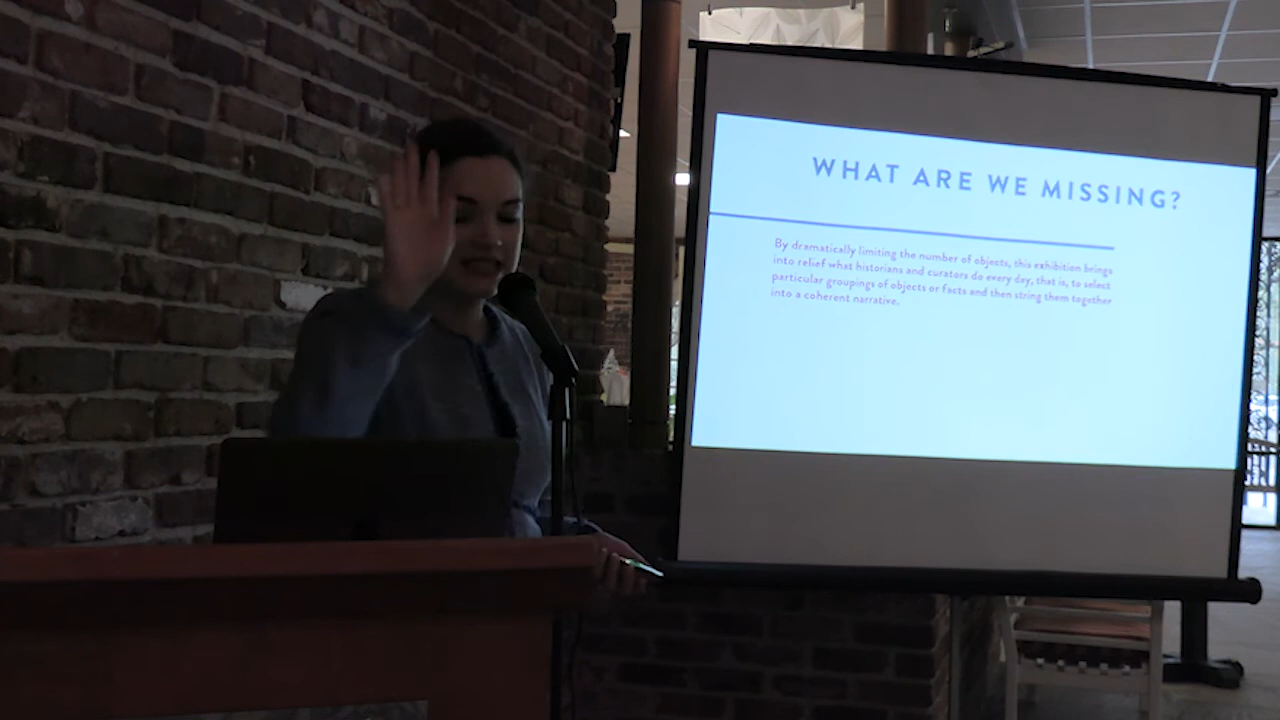 WHAT ARE WE MISSING?
By dramatically limiting the number of objects, this exhibition brings
into relief what historians and curators do every day, that is, to select
particular groupings of objects or facts and then string them together
into a coherent narrative.